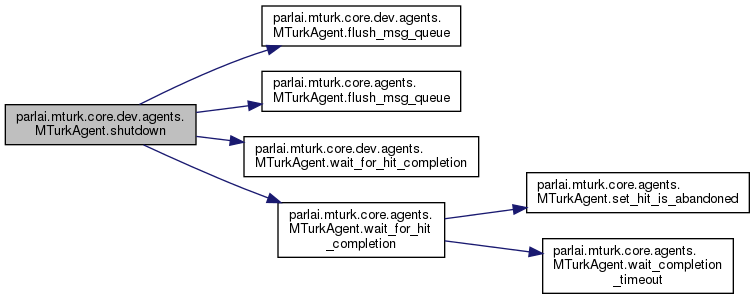 parlai.mturk.core.dev.agents.
MTurkAgent.flush_msg_queue
parlai.mturk.core.agents.
MTurkAgent.flush_msg_queue
parlai.mturk.core.dev.agents.
MTurkAgent.shutdown
parlai.mturk.core.dev.agents.
MTurkAgent.wait_for_hit_completion
parlai.mturk.core.agents.
MTurkAgent.wait_for_hit
_completion
parlai.mturk.core.agents.
MTurkAgent.set_hit_is_abandoned
parlai.mturk.core.agents.
MTurkAgent.wait_completion
_timeout